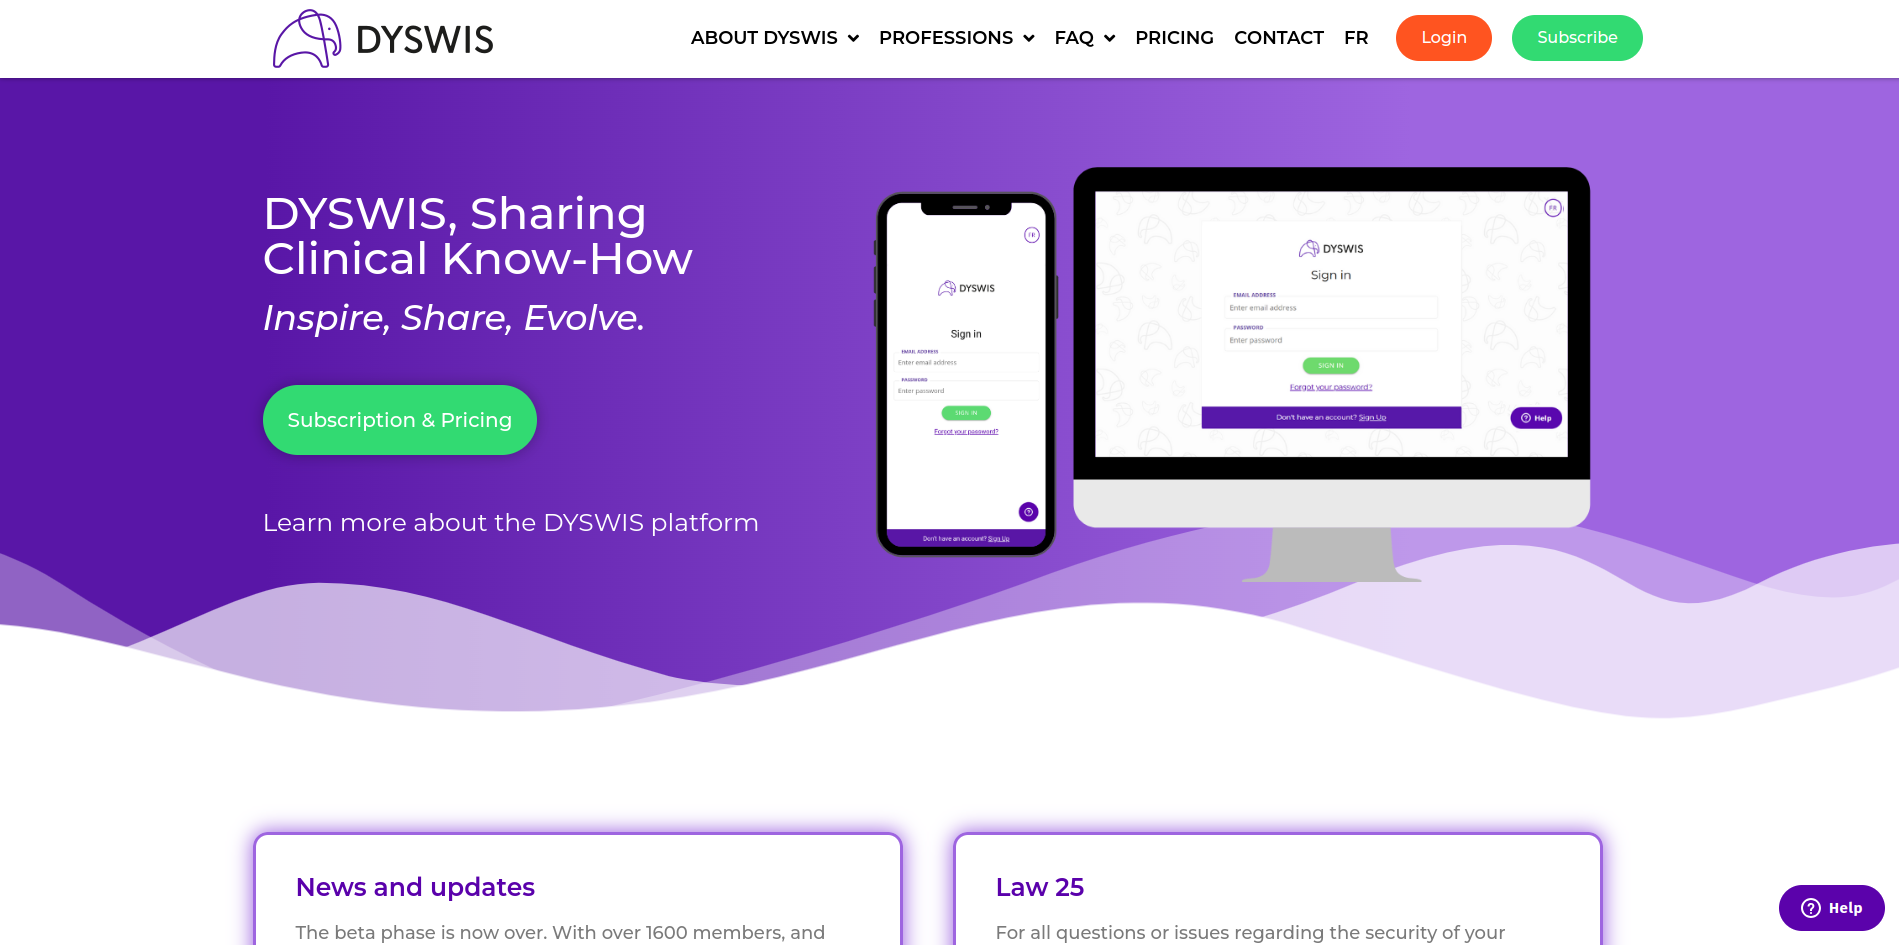 DYSWIS
ABOUT DYSWIS
PROFESSIONS
FAQ
PRICING
CONTACT
FR
Login
Subscribe
DYSWIS, Sharing
Clinical Know-How
Inspire, Share, Evolve.
Subscription & Pricing
Learn more about the DYSWIS platform
FR
DYSWIS
Sign in
EMAIL ADDRESS
Enter email address
PASSWORD
Enter password
SIGN IN
Forgot your password?
Don't have an account? Sign Up
FR
DYSWIS
Sign in
EMAIL ADDRESS
Enter email address
PASSWORD
Enter password
SIGN IN
Forgot your password?
Don't have an account? Sign Up
Help
News and updates
The beta phase is now over. With over 1600 members, and
Law 25
For all questions or issues regarding the security of your
Help